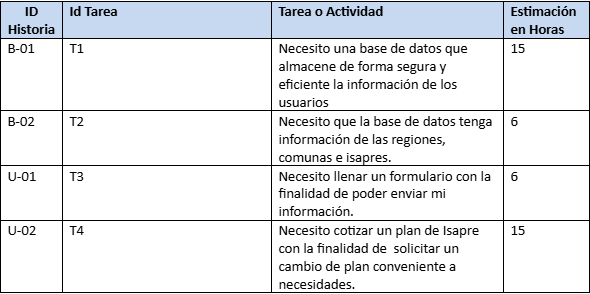 ID Historia
Id Tarea
Tarea o Actividad
Estimación en Horas
B-01
T1
Necesito una base de datos que
almacene de forma segura y
eficiente la información de los
usuarios
15
B-02
T2
Necesito que la base de datos tenga
información de las regiones,
comunas e isapres.
6
U-01
T3
Necesito llenar un formulario con la
finalidad de poder enviar mi
información.
6
U-02
T4
Necesito cotizar un plan de Isapre
con la finalidad de  solicitar un
cambio de plan conveniente a
necesidades.
15